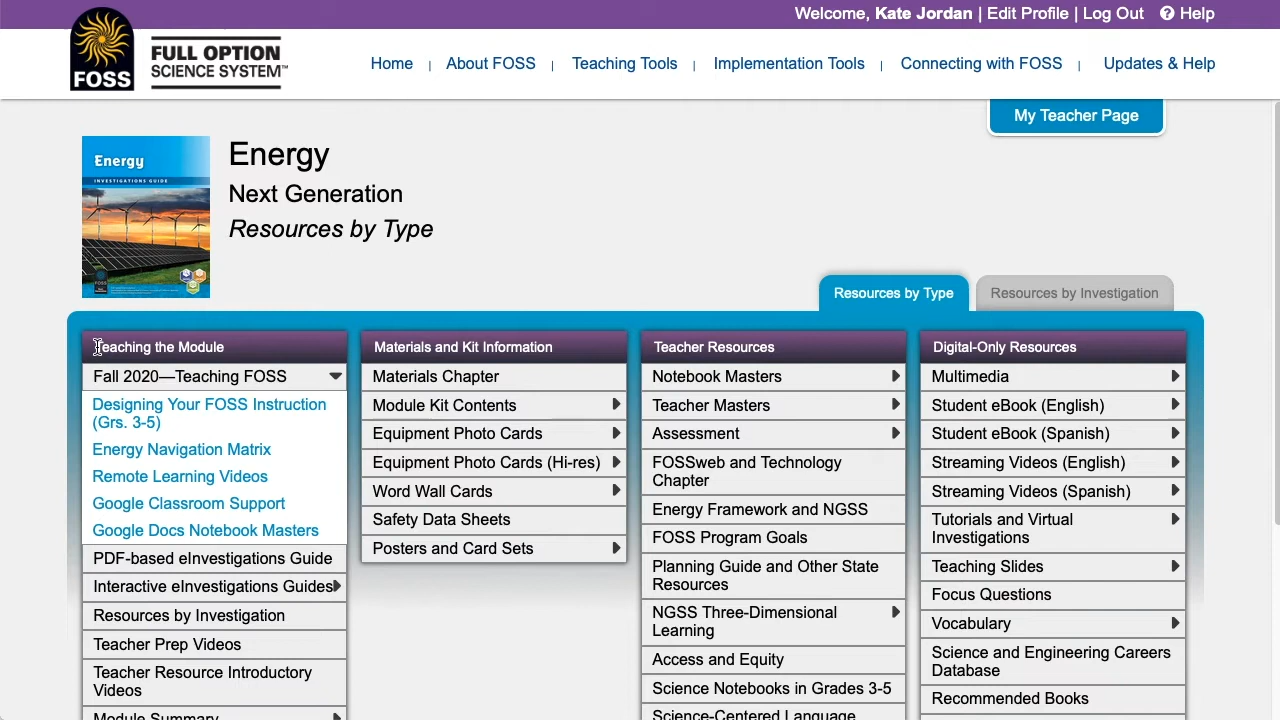 Welcome, Kate Jordan | Edit Profile | Log Out Help
FOSS
FULL OPTION
SCIENCE SYSTEM™
Home | About FOSS | Teaching Tools | Implementation Tools | Connecting with FOSS | Updates & Help
My Teacher Page
Energy
INVESTIGATIONS GUIDE
FOSS
Energy
Next Generation
Resources by Type
Resources by Type
Resources by Investigation
Teaching the Module
Fall 2020—Teaching FOSS
Designing Your FOSS Instruction
(Grs. 3-5)
Energy Navigation Matrix
Remote Learning Videos
Google Classroom Support
Google Docs Notebook Masters
PDF-based eInvestigations Guide
Interactive eInvestigations Guides
Resources by Investigation
Teacher Prep Videos
Teacher Resource Introductory
Videos
Module Summary
Materials and Kit Information
Materials Chapter
Module Kit Contents
Equipment Photo Cards
Equipment Photo Cards (Hi-res)
Word Wall Cards
Safety Data Sheets
Posters and Card Sets
Teacher Resources
Notebook Masters
Teacher Masters
Assessment
FOSSweb and Technology
Chapter
Energy Framework and NGSS
FOSS Program Goals
Planning Guide and Other State
Resources
NGSS Three-Dimensional
Learning
Access and Equity
Science Notebooks in Grades 3-5
Science-Centered Language
Digital-Only Resources
Multimedia
Student eBook (English)
Student eBook (Spanish)
Streaming Videos (English)
Streaming Videos (Spanish)
Tutorials and Virtual
Investigations
Teaching Slides
Focus Questions
Vocabulary
Science and Engineering Careers
Database
Recommended Books